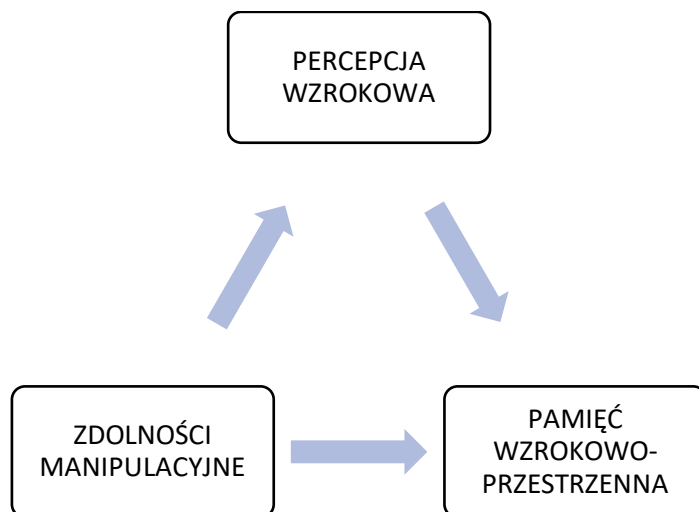 PERCEPCJA
WZROKOWA
ZDOLNOŚCI
MANIPULACYJNE
PAMIĘĆ
WZROKOWO-
PRZESTRZENNA